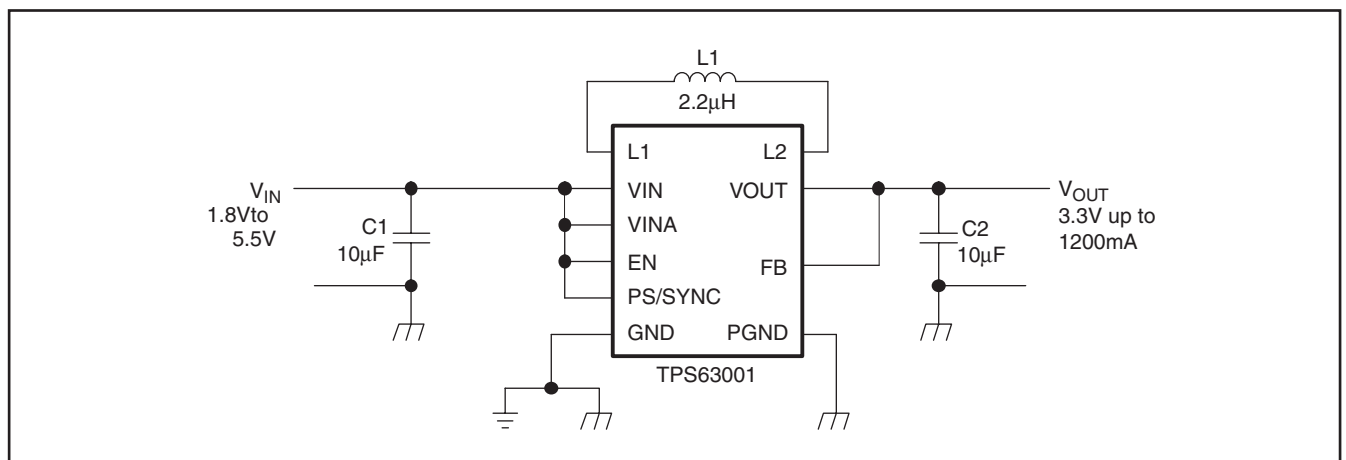 L1
2.2μH
L1
L2
VIN
VOUT
VINA
EN
FB
PS/SYNC
GND
PGND
TPS63001
VIN
1.8Vto
5.5V
C1
10μF
C2
10μF
VOUT
3.3V up to
1200mA